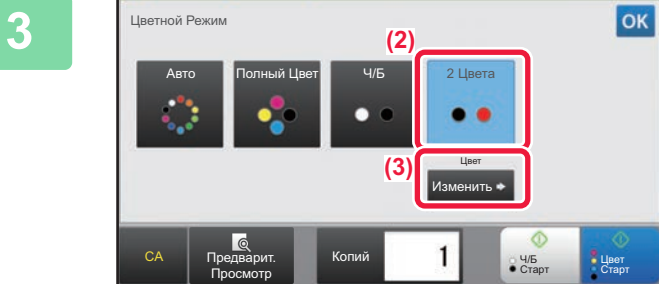 3
Цветной Режим
OK
(2)
Авто
Полный Цвет
Ч/Б
2 Цвета
Цвет
(3)
Изменить
CA
Предварит.
Просмотр
Копий
1
Ч/Б
Старт
Цвет
Старт